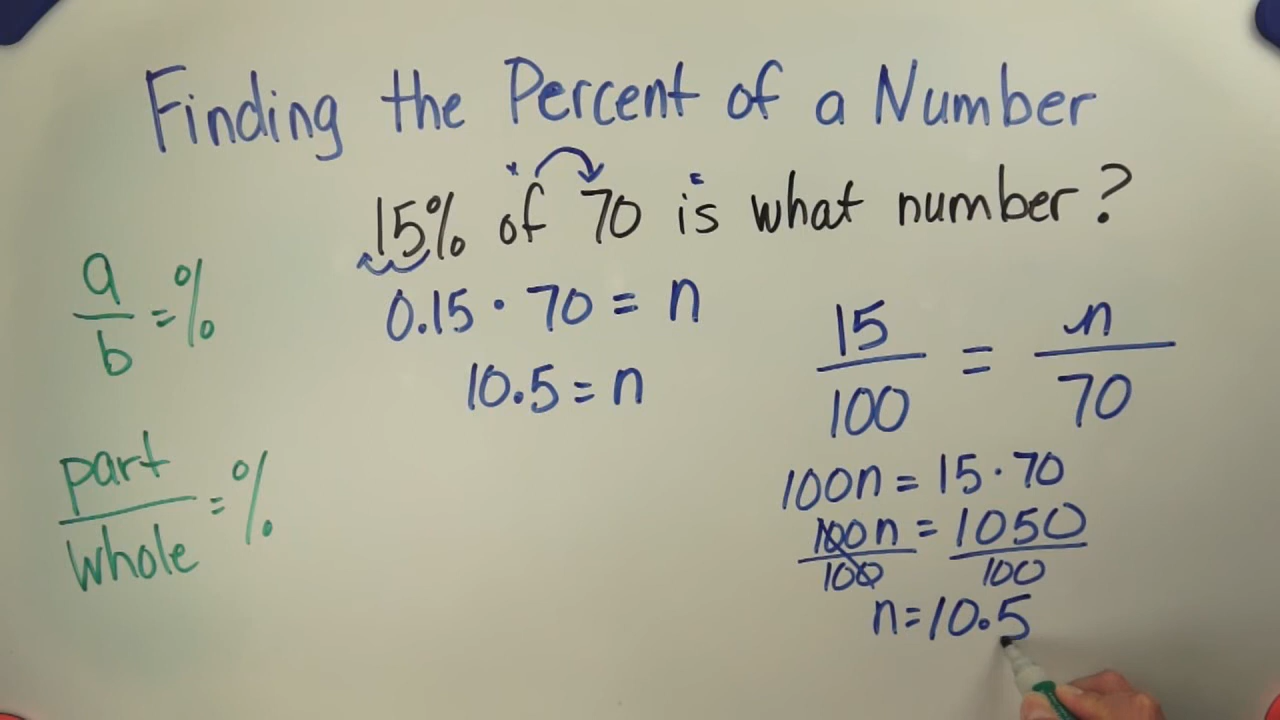 Finding the Percent of a Number
15% of 70 is what number?
× =
0.15 · 70 = n
10.5 = n
a/b = %
part/whole = %
15/100 = n/70
100n = 15 · 70
100n/100 = 1050/100
n = 10.5